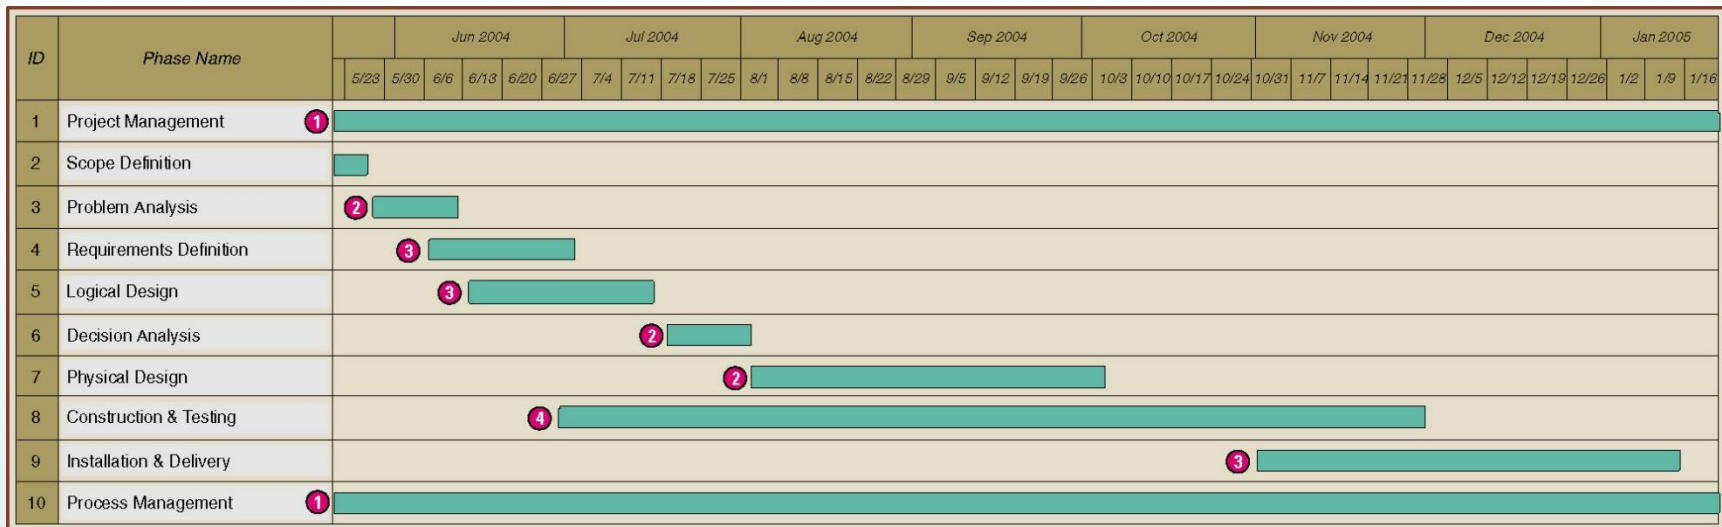 ID
Phase Name
Jun 2004 Jul 2004 Aug 2004 Sep 2004 Oct 2004 Nov 2004 Dec 2004 Jan 2005
5/23 5/30 6/6 6/13 6/20 6/27 7/4 7/11 7/18 7/25 8/1 8/8 8/15 8/22 8/29 9/5 9/12 9/19 9/26 10/3 10/10 10/17 10/24 10/31 11/7 11/14 11/21 11/28 12/5 12/12 12/19 12/26 1/2 1/9 1/16
1 Project Management 1
2 Scope Definition
3 Problem Analysis 2
4 Requirements Definition 3
5 Logical Design 3
6 Decision Analysis 2
7 Physical Design 2
8 Construction & Testing 4
9 Installation & Delivery 3
10 Process Management 1